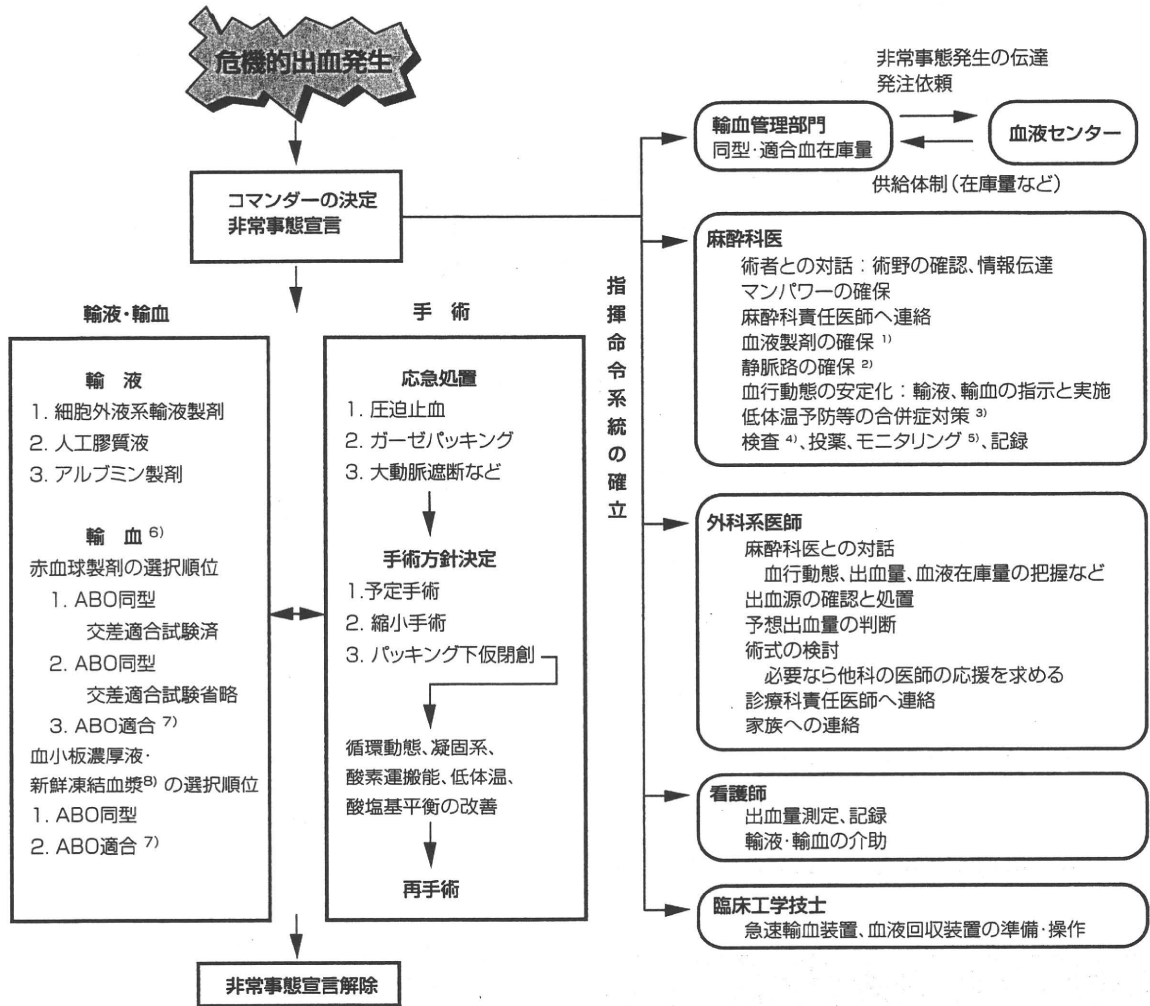 危機的出血発生
コマンダーの決定
非常事態宣言
輸液・輸血
輸 液
1. 細胞外液系輸液製剤
2. 人工膠質液
3. アルブミン製剤
輸 血 6)
赤血球製剤の選択順位
1. ABO同型
交差適合試験済
2. ABO同型
交差適合試験省略
3. ABO適合 7)
血小板濃厚液・
新鮮凍結血漿8) の選択順位
1. ABO同型
2. ABO適合 7)
手 術
応急処置
1. 圧迫止血
2. ガーゼパッキング
3. 大動脈遮断など
手術方針決定
1.予定手術
2. 縮小手術
3. パッキング下仮閉創
循環動態、凝固系、
酸素運搬能、低体温、
酸塩基平衡の改善
再手術
非常事態宣言解除
指揮命令系統の確立
非常事態発生の伝達
発注依頼
輸血管理部門
同型・適合血在庫量
血液センター
供給体制(在庫量など)
麻酔科医
術者との対話:術野の確認、情報伝達
マンパワーの確保
麻酔科責任医師へ連絡
血液製剤の確保 1)
静脈路の確保 2)
血行動態の安定化:輸液、輸血の指示と実施
低体温予防等の合併症対策 3)
検査 4)、投薬、モニタリング 5)、記録
外科系医師
麻酔科医との対話
血行動態、出血量、血液在庫量の把握など
出血源の確認と処置
予想出血量の判断
術式の検討
必要なら他科の医師の応援を求める
診療科責任医師へ連絡
家族への連絡
看護師
出血量測定、記録
輸液・輸血の介助
臨床工学技士
急速輸血装置、血液回収装置の準備・操作